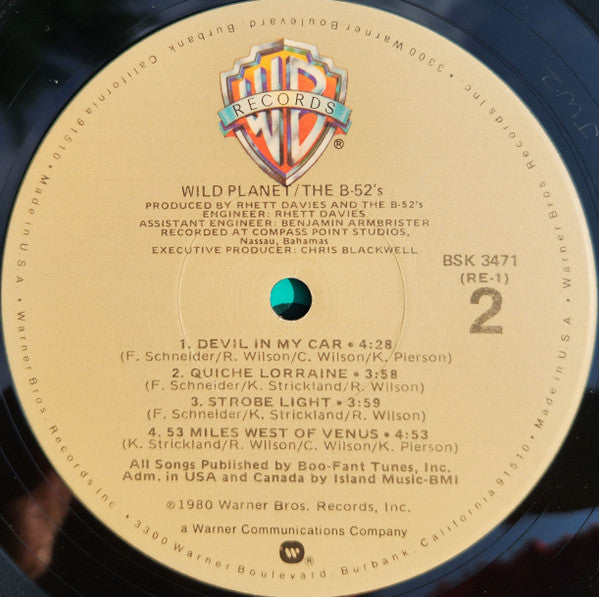 • 3300 Warner Boulevard, Burbank, California 91510 • Made in U S A • Warner Bros. Records Inc. • 3300 Warner Boulevard, Burbank, California 91510 • Made in U S A • Warner Bros Records Inc.
WB
RECORDS
®
WILD PLANET/THE B-52's
PRODUCED BY RHETT DAVIES AND THE B-52's
ENGINEER: RHETT DAVIES
ASSISTANT ENGINEER: BENJAMIN ARMBRISTER
RECORDED AT COMPASS POINT STUDIOS,
Nassau, Bahamas
EXECUTIVE PRODUCER: CHRIS BLACKWELL
BSK 3471
(RE-1)
2
1. DEVIL IN MY CAR • 4:28
(F. Schneider/R. Wilson/C. Wilson/K. Pierson)
2. QUICHE LORRAINE • 3:58
(F. Schneider/K. Strickland/R. Wilson)
3. STROBE LIGHT • 3:59
(F. Schneider/K. Strickland/R. Wilson)
4. 53 MILES WEST OF VENUS • 4:53
(K. Strickland/R. Wilson/C. Wilson/K. Pierson)
All Songs Published by Boo-Fant Tunes, Inc.
Adm. in USA and Canada by Island Music-BMI
©1980 Warner Bros. Records, Inc.
a Warner Communications Company
®